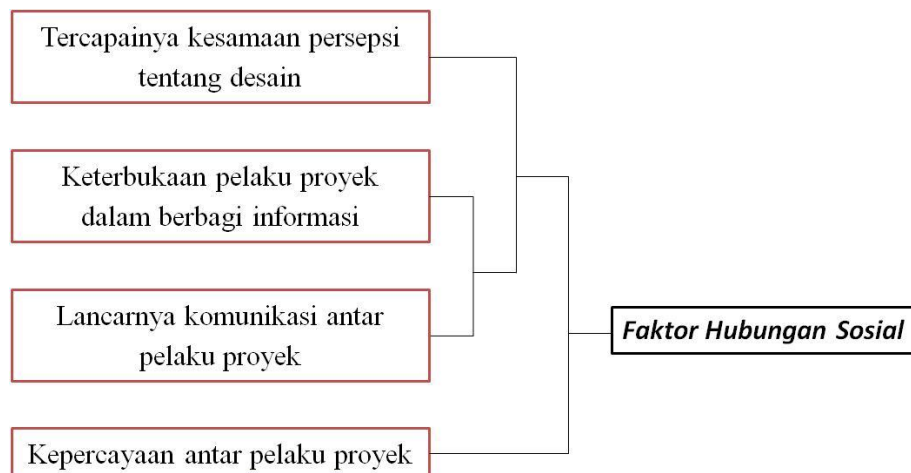 Tercapainya kesamaan persepsi
tentang desain
Keterbukaan pelaku proyek
dalam berbagi informasi
Lancarnya komunikasi antar
pelaku proyek
Faktor Hubungan Sosial
Kepercayaan antar pelaku proyek